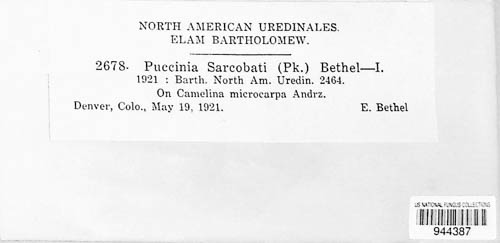 NORTH AMERICAN UREDINALES.
ELAM BARTHOLOMEW.
2678. Puccinia Sarcobati (Pk.) Bethel—I.
1921 : Barth. North Am. Uredin. 2464.
On Camelina microcarpa Andrz.
Denver, Colo., May 19, 1921. E. Bethel
US NATIONAL FUNGUS COLLECTIONS
944387